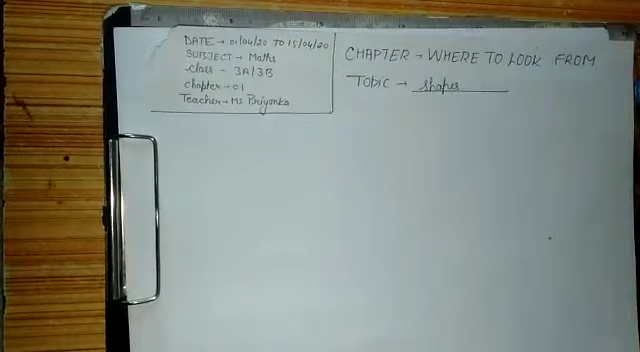 DATE → 01/04/20 TO 15/04/20
SUBJECT → Maths
class - 3A/3B
chapter → 01
Teacher → Ms Priyanka
CHAPTER → WHERE TO LOOK FROM
TOPIC → shapes